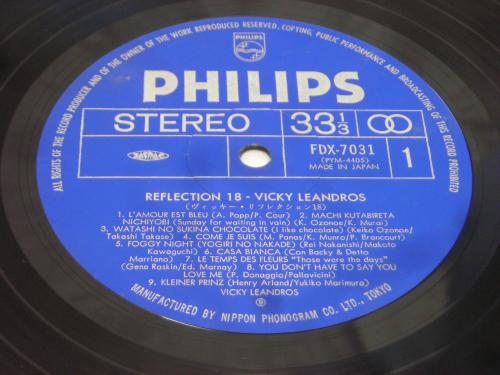 ALL RIGHTS OF THE RECORD PRODUCER AND OF THE OWNER OF THE WORK REPRODUCED RESERVED, COPYING, PUBLIC PERFORMANCE AND BROADCASTING OF THIS RECORD PROHIBITED
PHILIPS
PHILIPS
STEREO 33 1/3
FDX-7031
(PYM-4405)
MADE IN JAPAN
1
REFLECTION 18 - VICKY LEANDROS
(ヴィッキー・リフレクション18)
1. L'AMOUR EST BLEU (A. Popp/P. Cour) 2. MACHI KUTABIRETA
NICHIYOBI (Sunday for waiting in vain) (K. Ozonoe/K. Murai)
3. WATASHI NO SUKINA CHOCOLATE (I like chocolate) (Keiko Ozonoe/
Takashi Takase) 4. COME JE SUIS (M. Panas/K. Munro/P. Brancourt)
5. FOGGY NIGHT (YOGIRI NO NAKADE) (Rei Nakanishi/Makoto
Kawaguchi) 6. CASA BIANCA (Con Backy & Detto
Marriano) 7. LE TEMPS DES FLEURS "Those were the days"
(Gene Raskin/Ed. Marnay) 8. YOU DON'T HAVE TO SAY YOU
LOVE ME (P. Donaggio/Pallavicini)
9. KLEINER PRINZ (Henry Arland/Yukiko Marimura)
VICKY LEANDROS
MANUFACTURED BY NIPPON PHONOGRAM CO., LTD., TOKYO